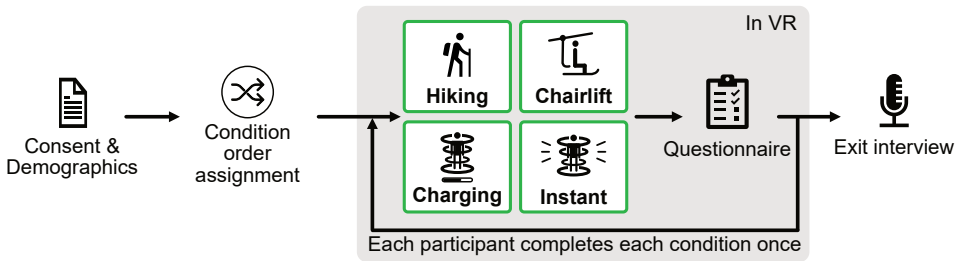 In VR
Hiking
Chairlift
Charging
Instant
Consent &
Demographics
Condition
order
assignment
Questionnaire
Exit interview
Each participant completes each condition once